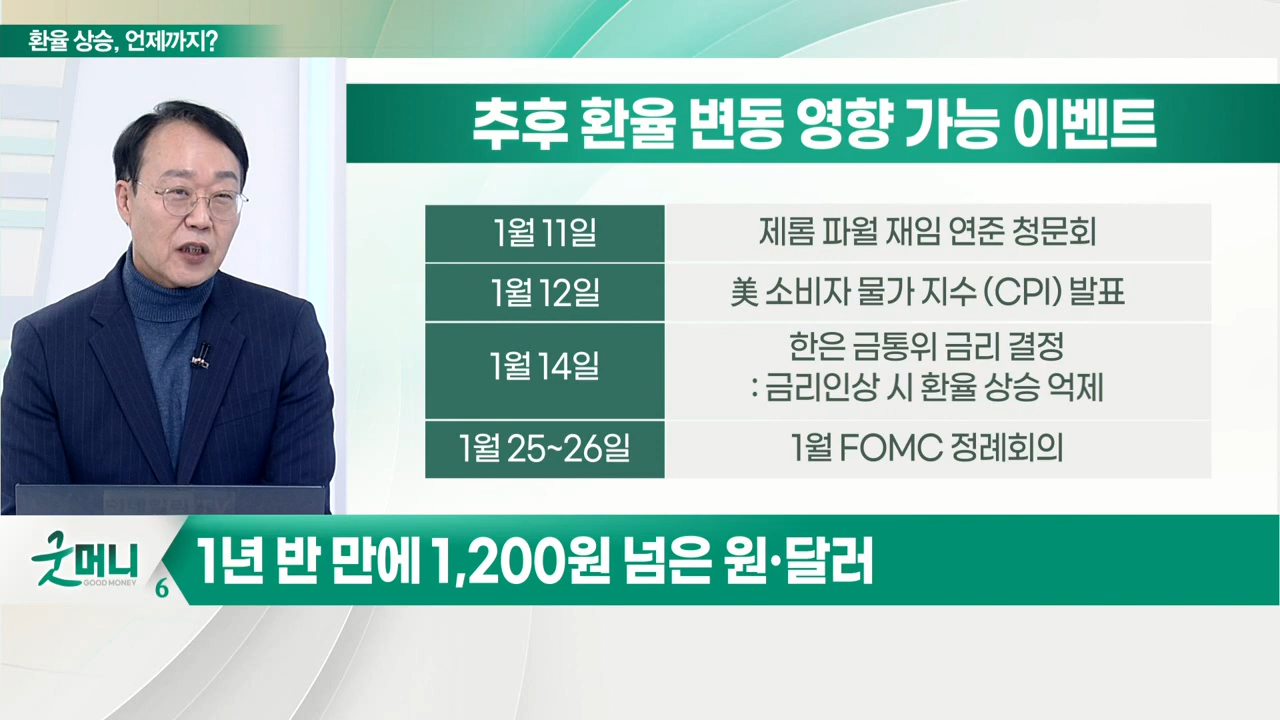 환율 상승, 언제까지?
추후 환율 변동 영향 가능 이벤트
1월 11일
제롬 파월 재임 연준 청문회
1월 12일
美 소비자 물가 지수 (CPI) 발표
1월 14일
한은 금통위 금리 결정
: 금리인상 시 환율 상승 억제
1월 25~26일
1월 FOMC 정례회의
굿머니
GOOD MONEY
6
1년 반 만에 1,200원 넘은 원·달러